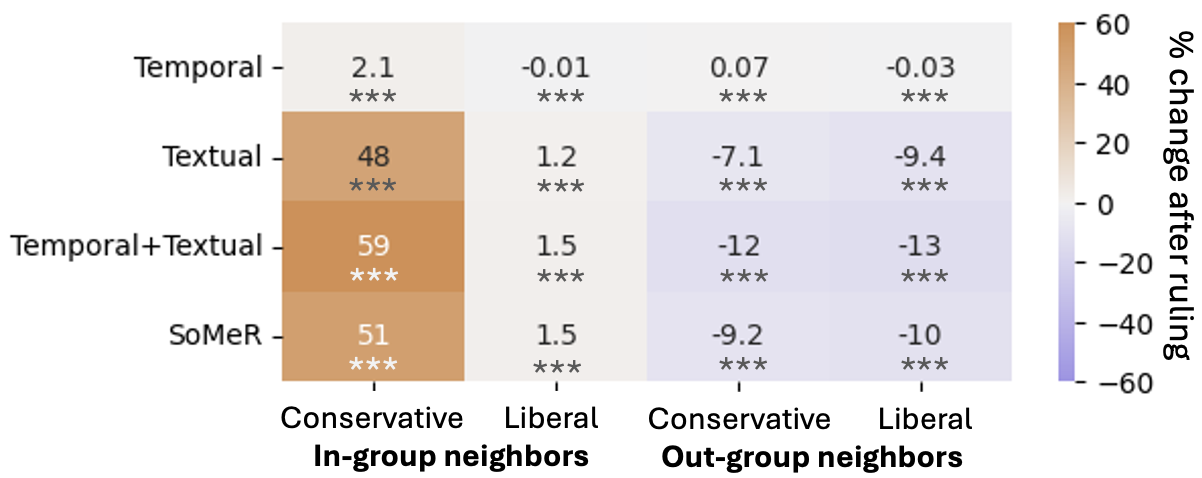 Temporal 2.1 -0.01 0.07 -0.03
*** *** *** ***
Textual 48 1.2 -7.1 -9.4
*** *** *** ***
Temporal+Textual 59 1.5 -12 -13
*** *** *** ***
SoMeR 51 1.5 -9.2 -10
*** *** *** ***
Conservative Liberal Conservative Liberal
In-group neighbors Out-group neighbors
60
40
20
0
−20
−40
−60
% change after ruling